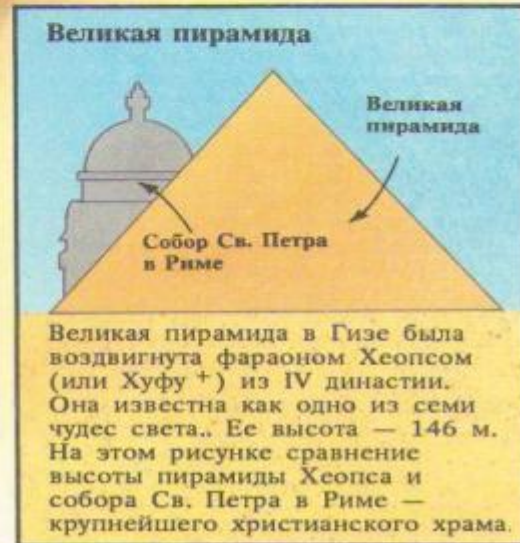 Великая пирамида
Великая
пирамида
Собор Св. Петра
в Риме
Великая пирамида в Гизе была
воздвигнута фараоном Хеопсом
(или Хуфу +) из IV династии.
Она известна как одно из семи
чудес света.. Ее высота — 146 м.
На этом рисунке сравнение
высоты пирамиды Хеопса и
собора Св. Петра в Риме —
крупнейшего христианского храма.